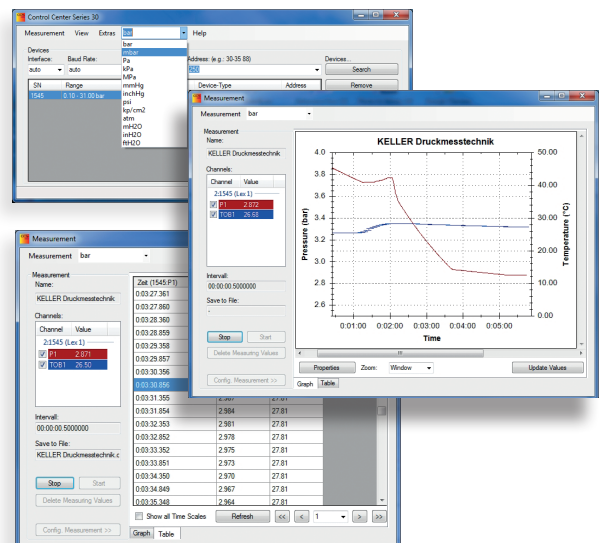 Control Center Series 30
Measurement View Extras bar Help
Devices
Interface: Baud Rate: Address: (e.g.: 30-35 88) Devices...
auto auto 250 Search
SN Range Device-Type Address Remove
1545 0.10 - 31.00 bar
bar
mbar
Pa
kPa
MPa
mmHg
inchHg
psi
kp/cm2
atm
mH2O
inH2O
ftH2O
Measurement
Measurement bar
Measurement
Name:
KELLER Druckmesstechnik
Channels:
Channel Value
2:1545 (Lex.1)
P1 2.872
TOB1 26.68
Intervall:
00:00:00.5000000
Save to File:
-
Stop Start
Delete Measuring Values
Config. Measurement >>
KELLER Druckmesstechnik
Pressure (bar)
4.0
3.8
3.6
3.4
3.2
3.0
2.8
2.6
50.00
40.00
30.00
20.00
10.00
0.00
Temperature (°C)
0:01:00 0:02:00 0:03:00 0:04:00 0:05:00
Time
Properties Zoom: Window Update Values
Graph Table
Measurement
Measurement bar
Measurement
Name:
KELLER Druckmesstechnik
Channels:
Channel Value
2:1545 (Lex.1)
P1 2.871
TOB1 26.50
Intervall:
00:00:00.5000000
Save to File:
KELLER Druckmesstechnik.c
Stop Start
Delete Measuring Values
Config. Measurement >>
Zeit (1545:P1)
0:03:27.361
0:03:27.860
0:03:28.360
0:03:28.859
0:03:29.358
0:03:29.857
0:03:30.356
0:03:30.856
0:03:31.355 2.987 27.81
0:03:31.854 2.984 27.81
0:03:32.353 2.981 27.81
0:03:32.852 2.978 27.81
0:03:33.352 2.975 27.81
0:03:33.851 2.973 27.81
0:03:34.350 2.970 27.81
0:03:34.849 2.967 27.81
0:03:35.348 2.964 27.81
Show all Time Scales Refresh << < 1 > >>
Graph Table